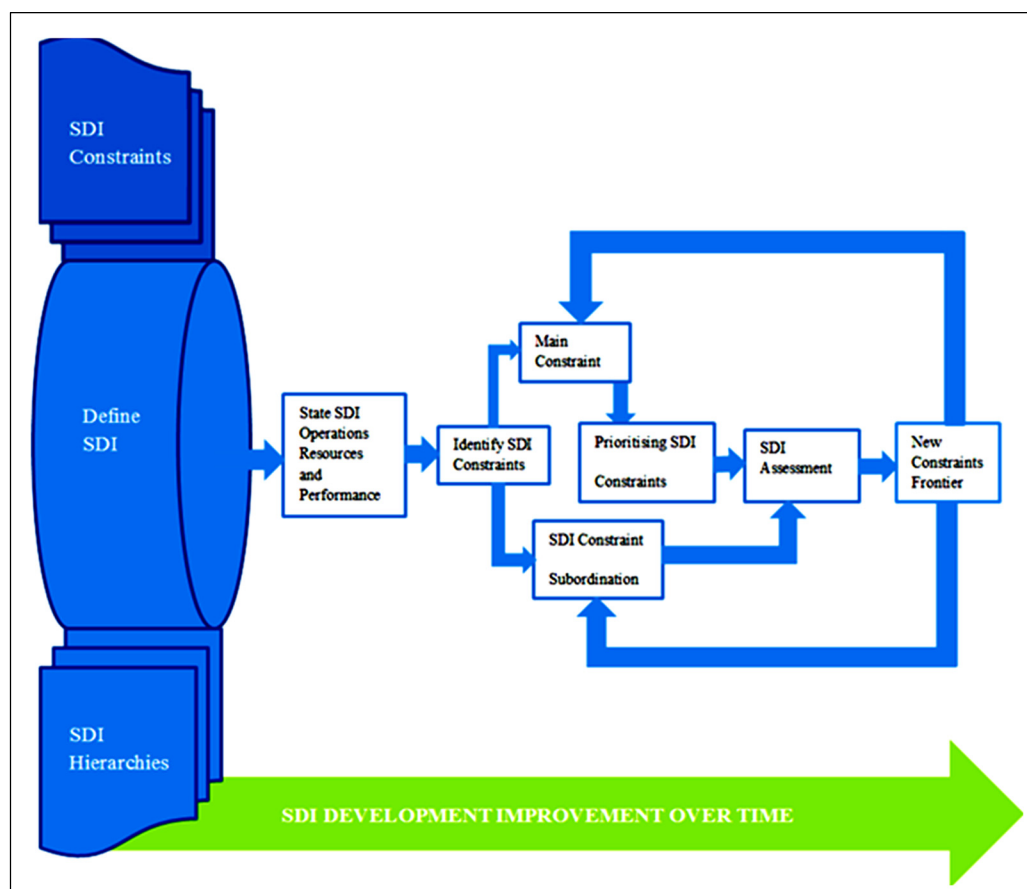 SDI
Constraints
Define
SDI
State SDI
Operations
Resources
and
Performance
Identify SDI
Constraints
Main
Constraint
Prioritising SDI
Constraints
SDI Constraint
Subordination
SDI
Assessment
New
Constraints
Frontier
SDI
Hierarchies
SDI DEVELOPMENT IMPROVEMENT OVER TIME